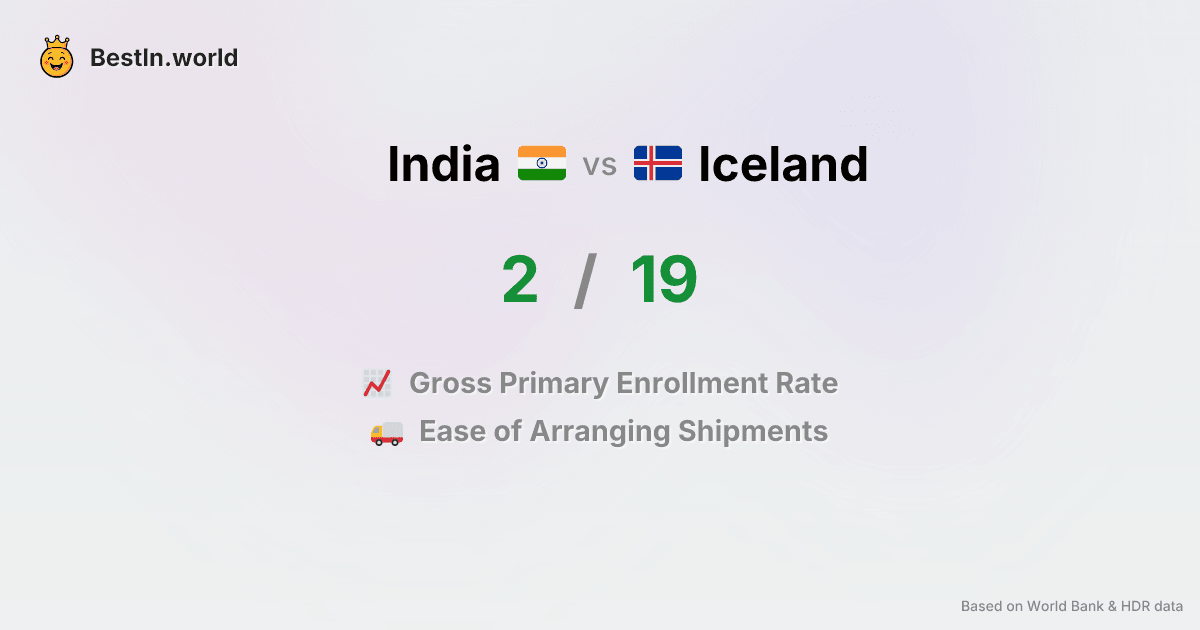 BestIn.world
India vs Iceland
2 / 19
Gross Primary Enrollment Rate
Ease of Arranging Shipments
Based on World Bank & HDR data